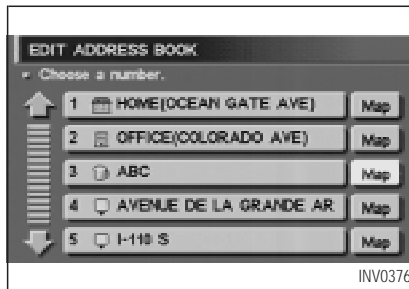 EDIT ADDRESS BOOK
Choose a number.
1 HOME(OCEAN GATE AVE) Map
2 OFFICE(COLORADO AVE) Map
3 ABC Map
4 AVENUE DE LA GRANDE AR Map
5 I-110 S Map
INV0376